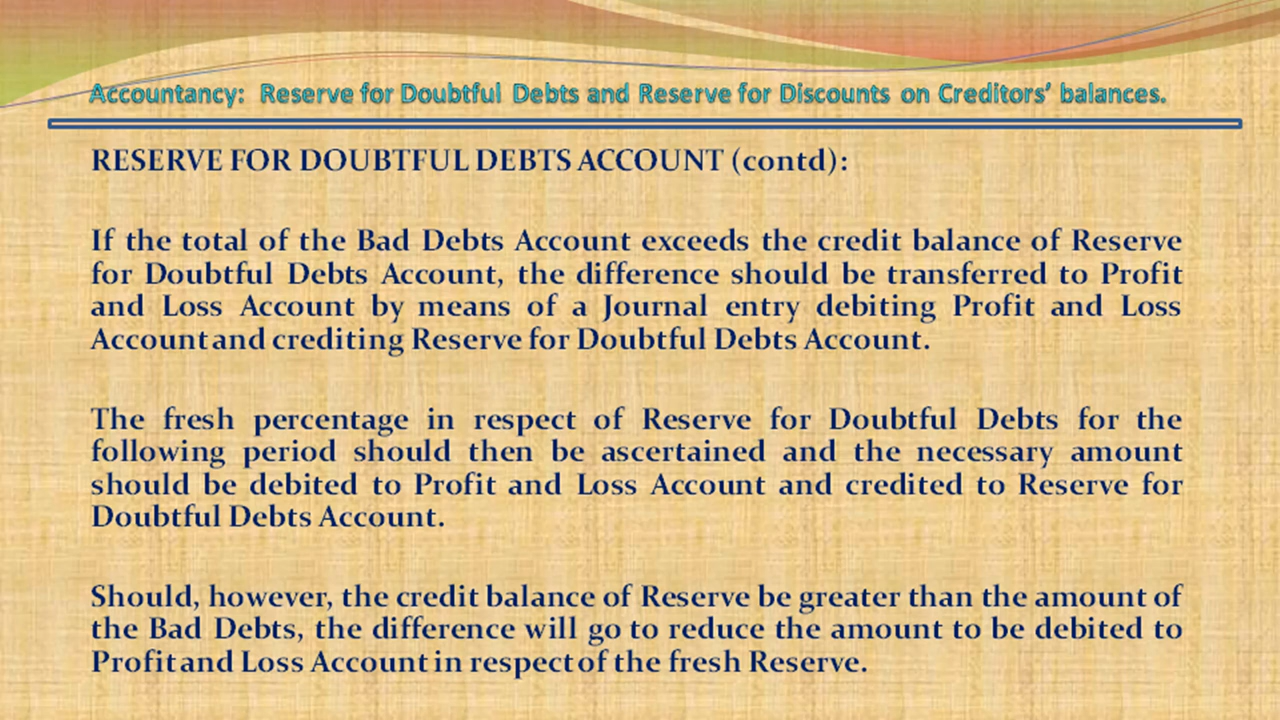 Accountancy: Reserve for Doubtful Debts and Reserve for Discounts on Creditors' balances.
RESERVE FOR DOUBTFUL DEBTS ACCOUNT (contd):
If the total of the Bad Debts Account exceeds the credit balance of Reserve
for Doubtful Debts Account, the difference should be transferred to Profit
and Loss Account by means of a Journal entry debiting Profit and Loss
Account and crediting Reserve for Doubtful Debts Account.
The fresh percentage in respect of Reserve for Doubtful Debts for the
following period should then be ascertained and the necessary amount
should be debited to Profit and Loss Account and credited to Reserve for
Doubtful Debts Account.
Should, however, the credit balance of Reserve be greater than the amount of
the Bad Debts, the difference will go to reduce the amount to be debited to
Profit and Loss Account in respect of the fresh Reserve.